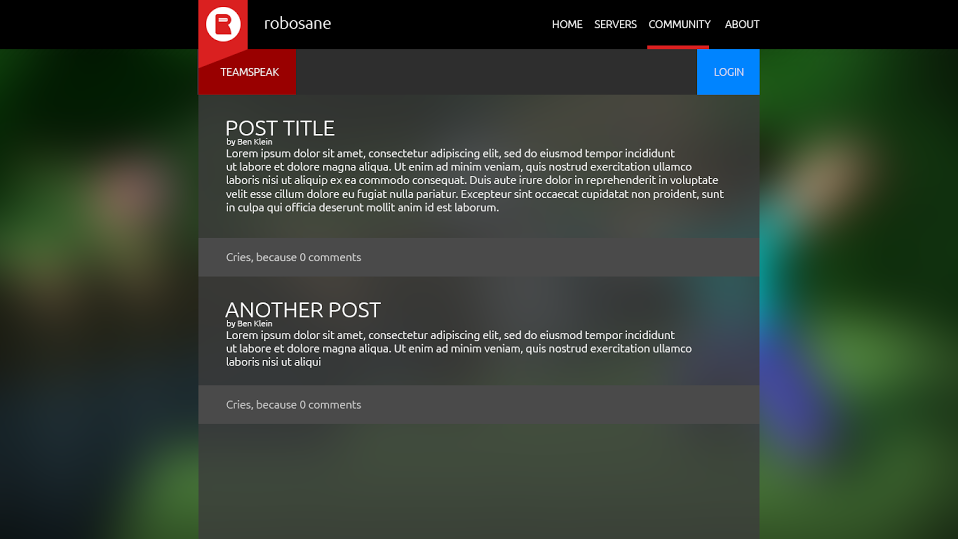 robosane
HOME SERVERS COMMUNITY ABOUT
TEAMSPEAK
LOGIN
POST TITLE
by Ben Klein
Lorem ipsum dolor sit amet, consectetur adipiscing elit, sed do eiusmod tempor incididunt
ut labore et dolore magna aliqua. Ut enim ad minim veniam, quis nostrud exercitation ullamco
laboris nisi ut aliquip ex ea commodo consequat. Duis aute irure dolor in reprehenderit in voluptate
velit esse cillum dolore eu fugiat nulla pariatur. Excepteur sint occaecat cupidatat non proident, sunt
in culpa qui officia deserunt mollit anim id est laborum.
Cries, because 0 comments
ANOTHER POST
by Ben Klein
Lorem ipsum dolor sit amet, consectetur adipiscing elit, sed do eiusmod tempor incididunt
ut labore et dolore magna aliqua. Ut enim ad minim veniam, quis nostrud exercitation ullamco
laboris nisi ut aliqui
Cries, because 0 comments